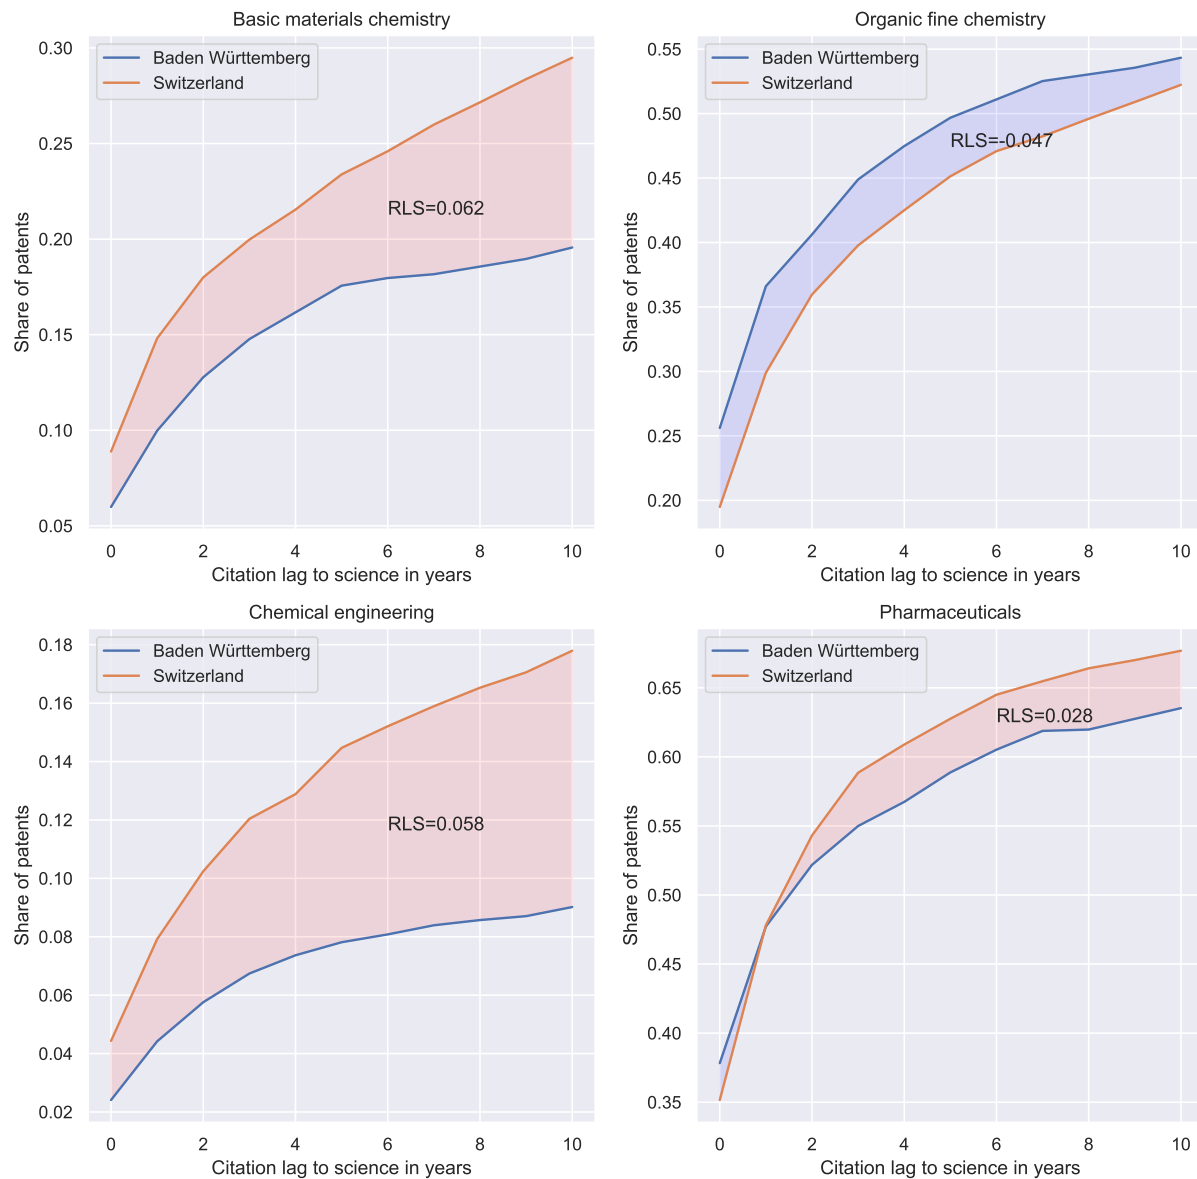 Basic materials chemistry
Baden Württemberg
Switzerland
Share of patents
0.30
0.25
0.20
0.15
0.10
0.05
RLS=0.062
0 2 4 6 8 10
Citation lag to science in years
Organic fine chemistry
Baden Württemberg
Switzerland
Share of patents
0.55
0.50
0.45
0.40
0.35
0.30
0.25
0.20
RLS=-0.047
0 2 4 6 8 10
Citation lag to science in years
Chemical engineering
Baden Württemberg
Switzerland
Share of patents
0.18
0.16
0.14
0.12
0.10
0.08
0.06
0.04
0.02
RLS=0.058
0 2 4 6 8 10
Citation lag to science in years
Pharmaceuticals
Baden Württemberg
Switzerland
Share of patents
0.65
0.60
0.55
0.50
0.45
0.40
0.35
RLS=0.028
0 2 4 6 8 10
Citation lag to science in years